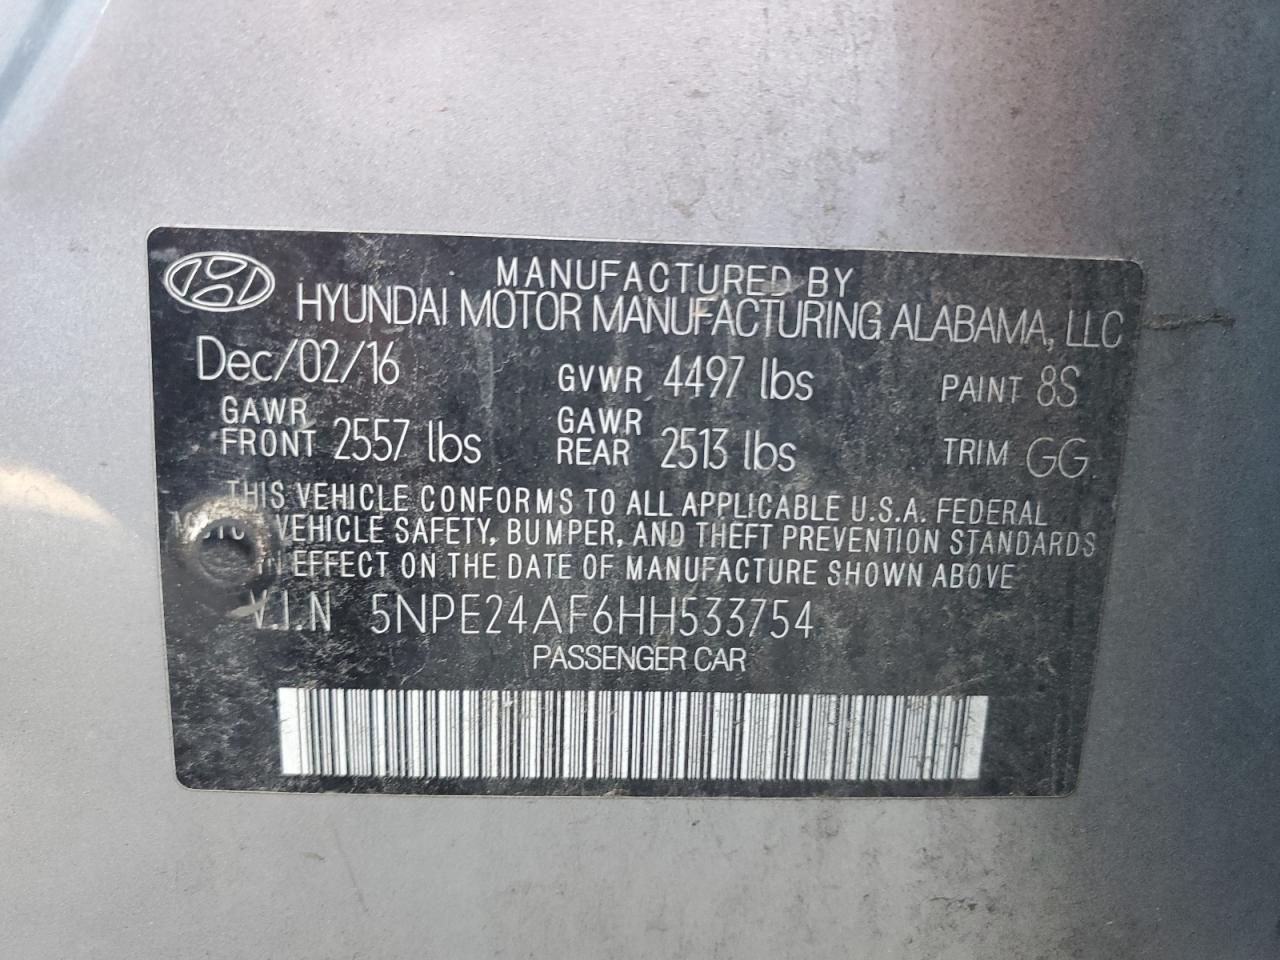 MANUFACTURED BY
HYUNDAI MOTOR MANUFACTURING ALABAMA, LLC
Dec/02/16 GVWR 4497 lbs PAINT 8S
GAWR FRONT 2557 lbs GAWR REAR 2513 lbs TRIM GG
THIS VEHICLE CONFORMS TO ALL APPLICABLE U.S.A. FEDERAL
VEHICLE SAFETY, BUMPER, AND THEFT PREVENTION STANDARDS
IN EFFECT ON THE DATE OF MANUFACTURE SHOWN ABOVE
V.I.N 5NPE24AF6HH533754
PASSENGER CAR